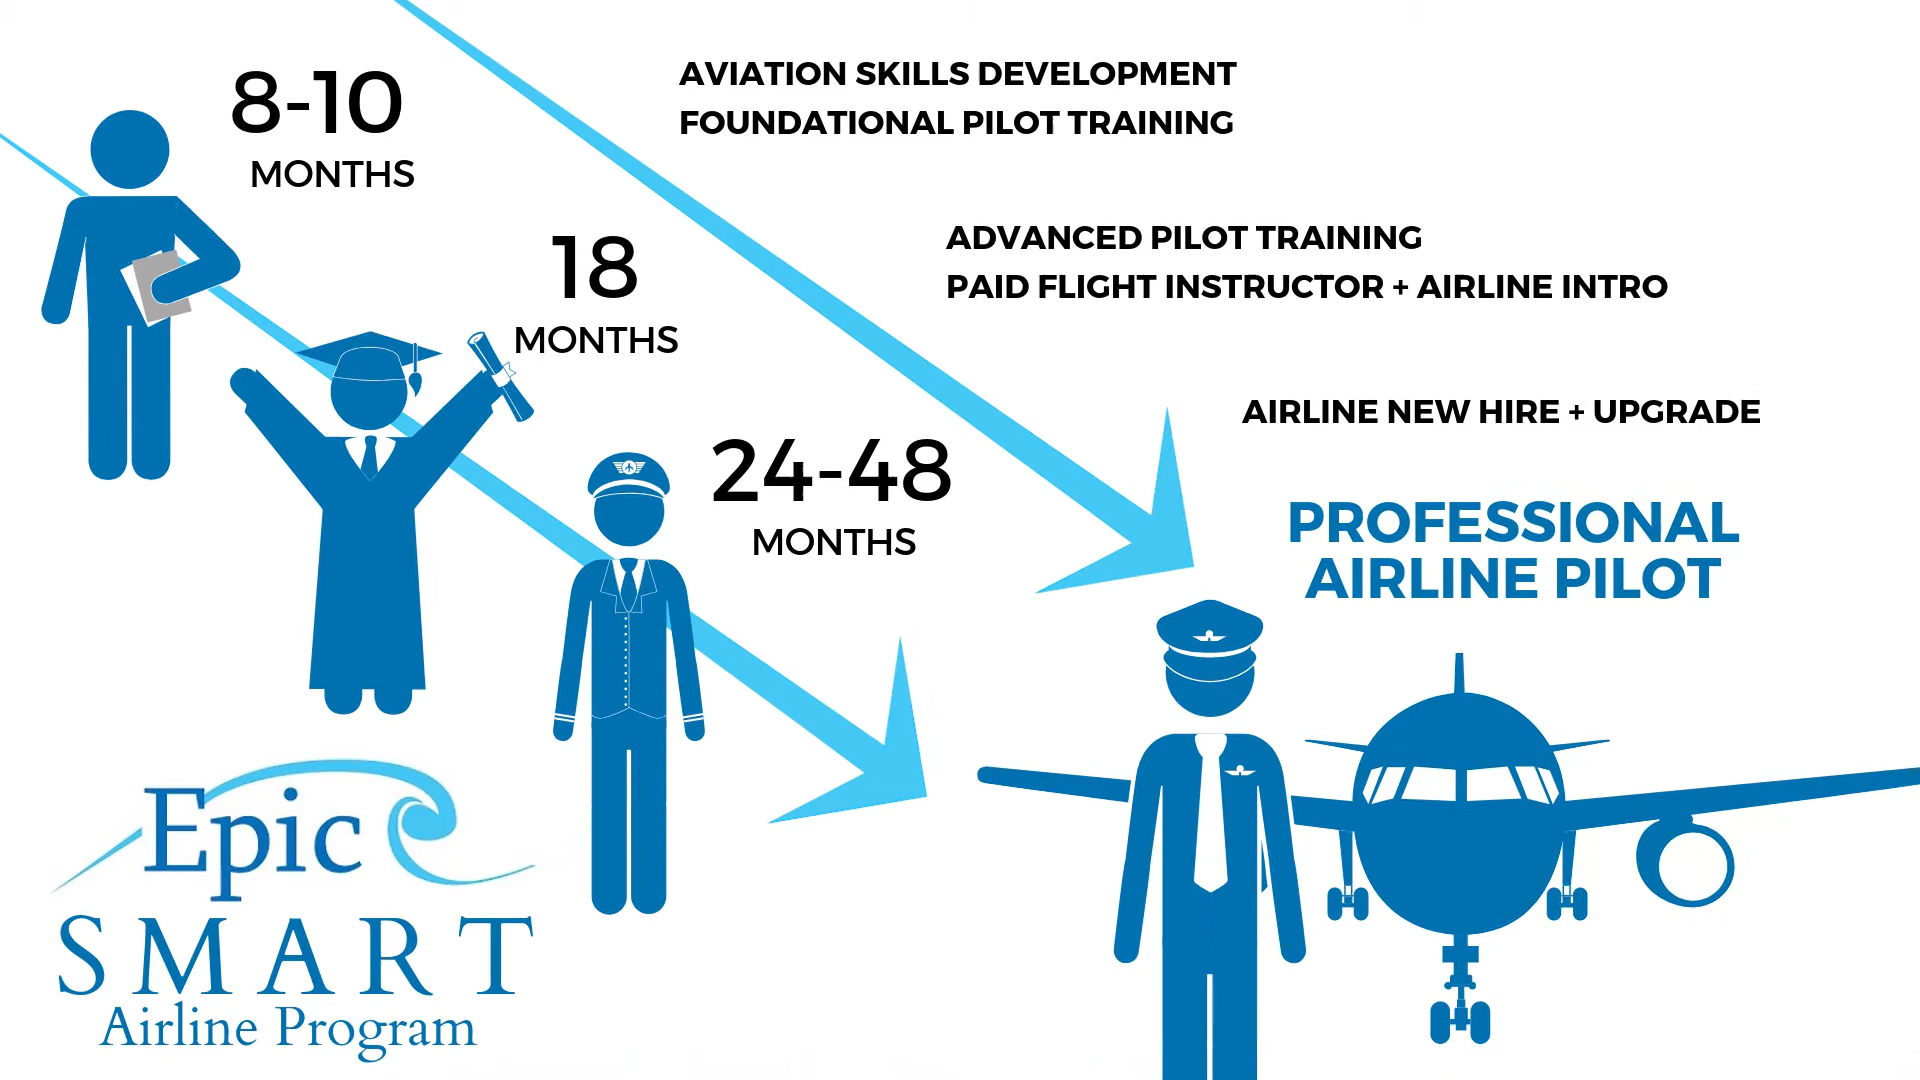 8-10
MONTHS
AVIATION SKILLS DEVELOPMENT
FOUNDATIONAL PILOT TRAINING
18
MONTHS
ADVANCED PILOT TRAINING
PAID FLIGHT INSTRUCTOR + AIRLINE INTRO
24-48
MONTHS
AIRLINE NEW HIRE + UPGRADE
PROFESSIONAL
AIRLINE PILOT
Epic
SMART
Airline Program